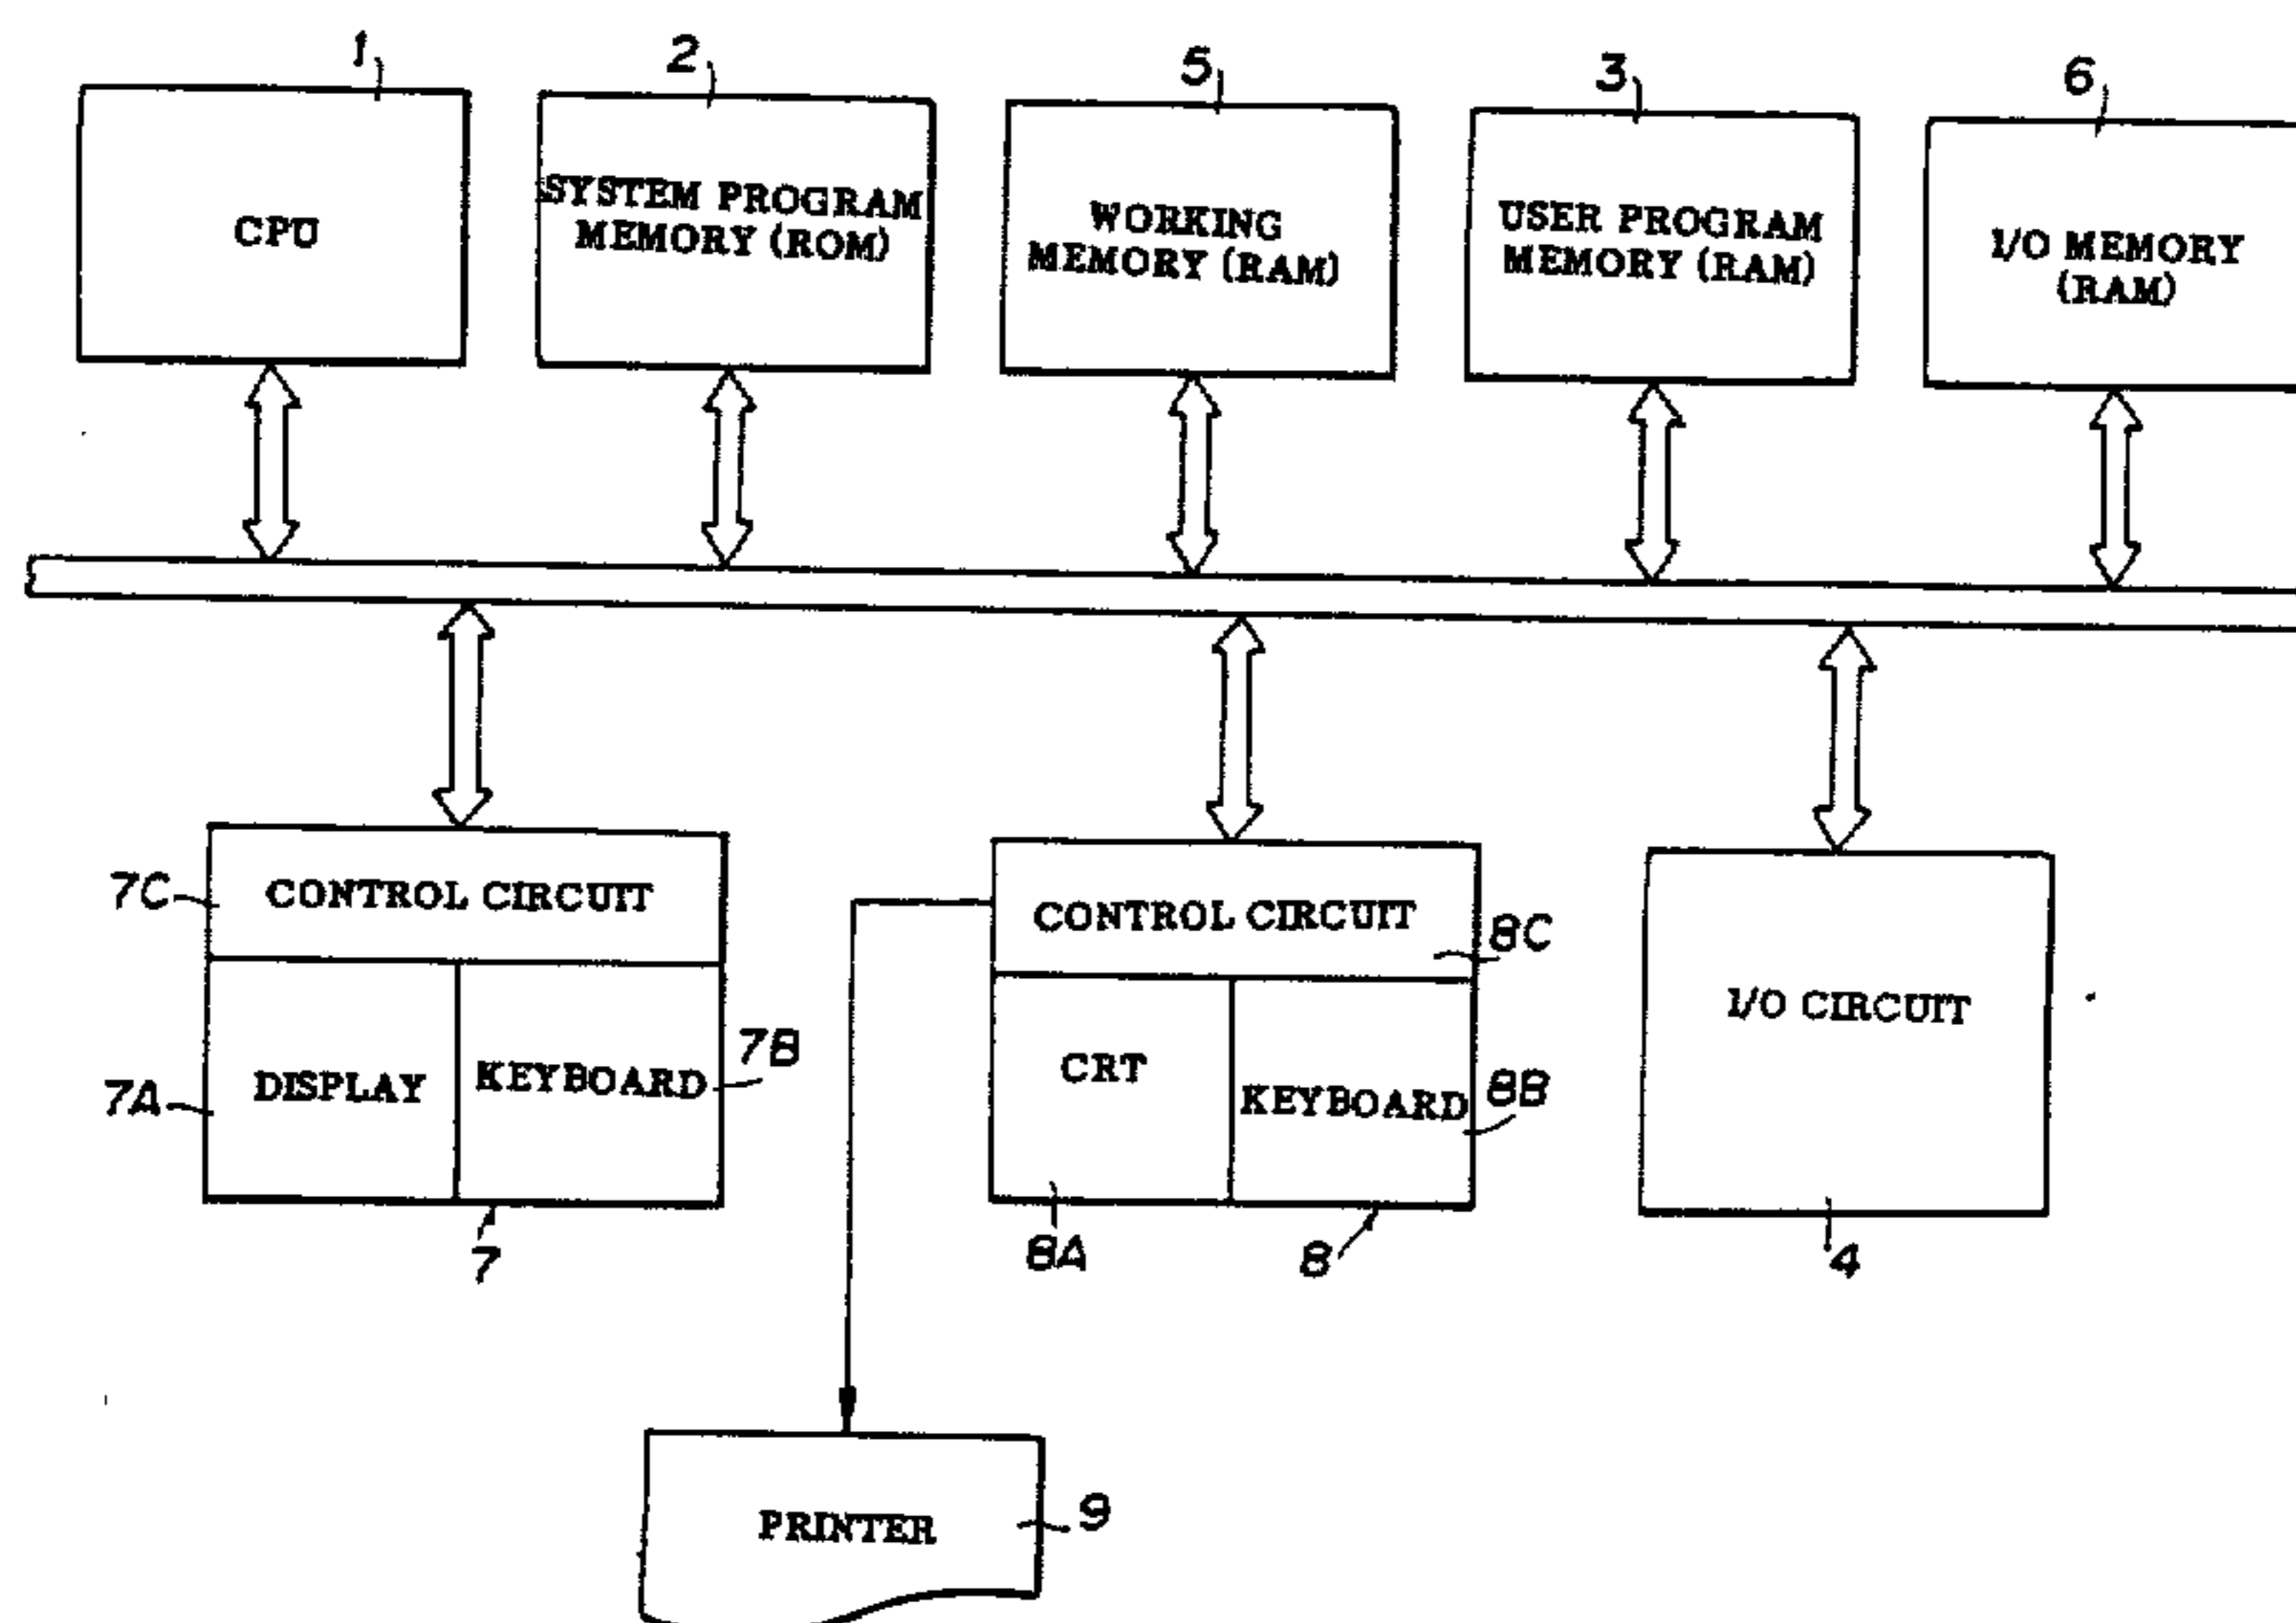 1
2
5
3
6
CPU
SYSTEM PROGRAM
MEMORY (ROM)
WORKING
MEMORY (RAM)
USER PROGRAM
MEMORY (RAM)
I/O MEMORY
(RAM)
7C
CONTROL CIRCUIT
7A
DISPLAY
KEYBOARD
7B
7
CONTROL CIRCUIT
8C
CRT
KEYBOARD
8B
8A
8
I/O CIRCUIT
4
PRINTER
9